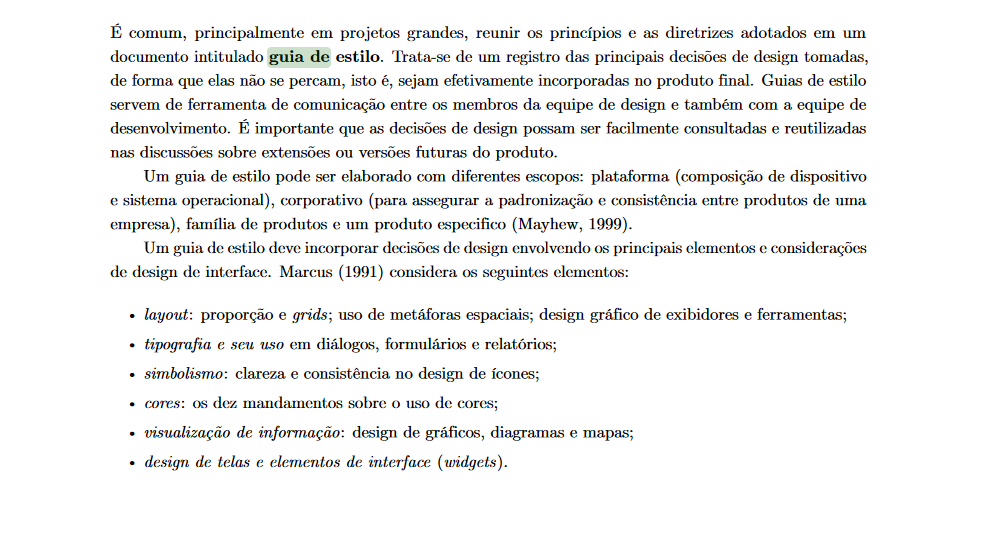 É comum, principalmente em projetos grandes, reunir os princípios e as diretrizes adotados em um
documento intitulado guia de estilo. Trata-se de um registro das principais decisões de design tomadas,
de forma que elas não se percam, isto é, sejam efetivamente incorporadas no produto final. Guias de estilo
servem de ferramenta de comunicação entre os membros da equipe de design e também com a equipe de
desenvolvimento. É importante que as decisões de design possam ser facilmente consultadas e reutilizadas
nas discussões sobre extensões ou versões futuras do produto.
Um guia de estilo pode ser elaborado com diferentes escopos: plataforma (composição de dispositivo
e sistema operacional), corporativo (para assegurar a padronização e consistência entre produtos de uma
empresa), família de produtos e um produto especifico (Mayhew, 1999).
Um guia de estilo deve incorporar decisões de design envolvendo os principais elementos e considerações
de design de interface. Marcus (1991) considera os seguintes elementos:
• layout: proporção e grids; uso de metáforas espaciais; design gráfico de exibidores e ferramentas;
• tipografia e seu uso em diálogos, formulários e relatórios;
• simbolismo: clareza e consistência no design de ícones;
• cores: os dez mandamentos sobre o uso de cores;
• visualização de informação: design de gráficos, diagramas e mapas;
• design de telas e elementos de interface (widgets).